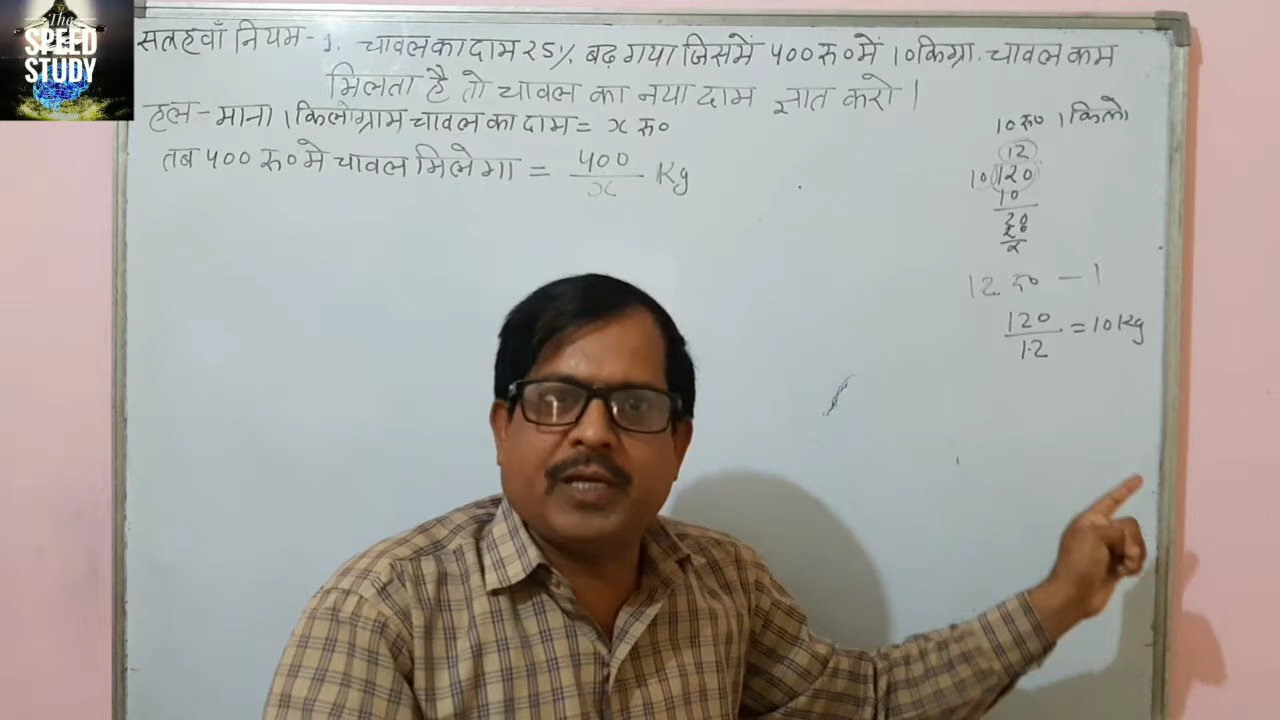 The
SPEED
STUDY
सत्रहवाँ नियम - 1. चावल का दाम 25% बढ़ गया जिसमें 400 रु० में 10 किग्रा. चावल कम
मिलता है तो चावल का नया दाम ज्ञात करो।
हल - माना 1 किलोग्राम चावल का दाम = x रु०
तब 400 रु० मे चावल मिलेगा = 400/x Kg
10 रु० 1 किलो
12
10)120
10
20
20
x
12 रु० — 1
120/12 = 10 Kg